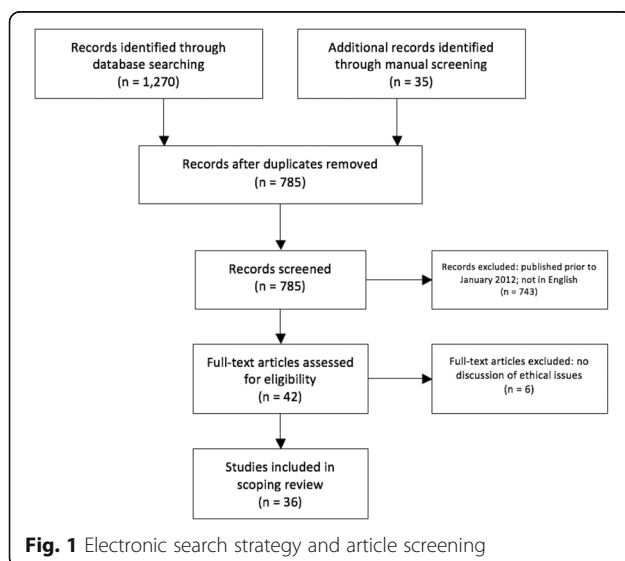 Records identified through
database searching
(n = 1,270)
Additional records identified
through manual screening
(n = 35)
Records after duplicates removed
(n = 785)
Records screened
(n = 785)
Records excluded: published prior to
January 2012; not in English
(n = 743)
Full-text articles assessed
for eligibility
(n = 42)
Full-text articles excluded: no
discussion of ethical issues
(n = 6)
Studies included in
scoping review
(n = 36)
Fig. 1 Electronic search strategy and article screening